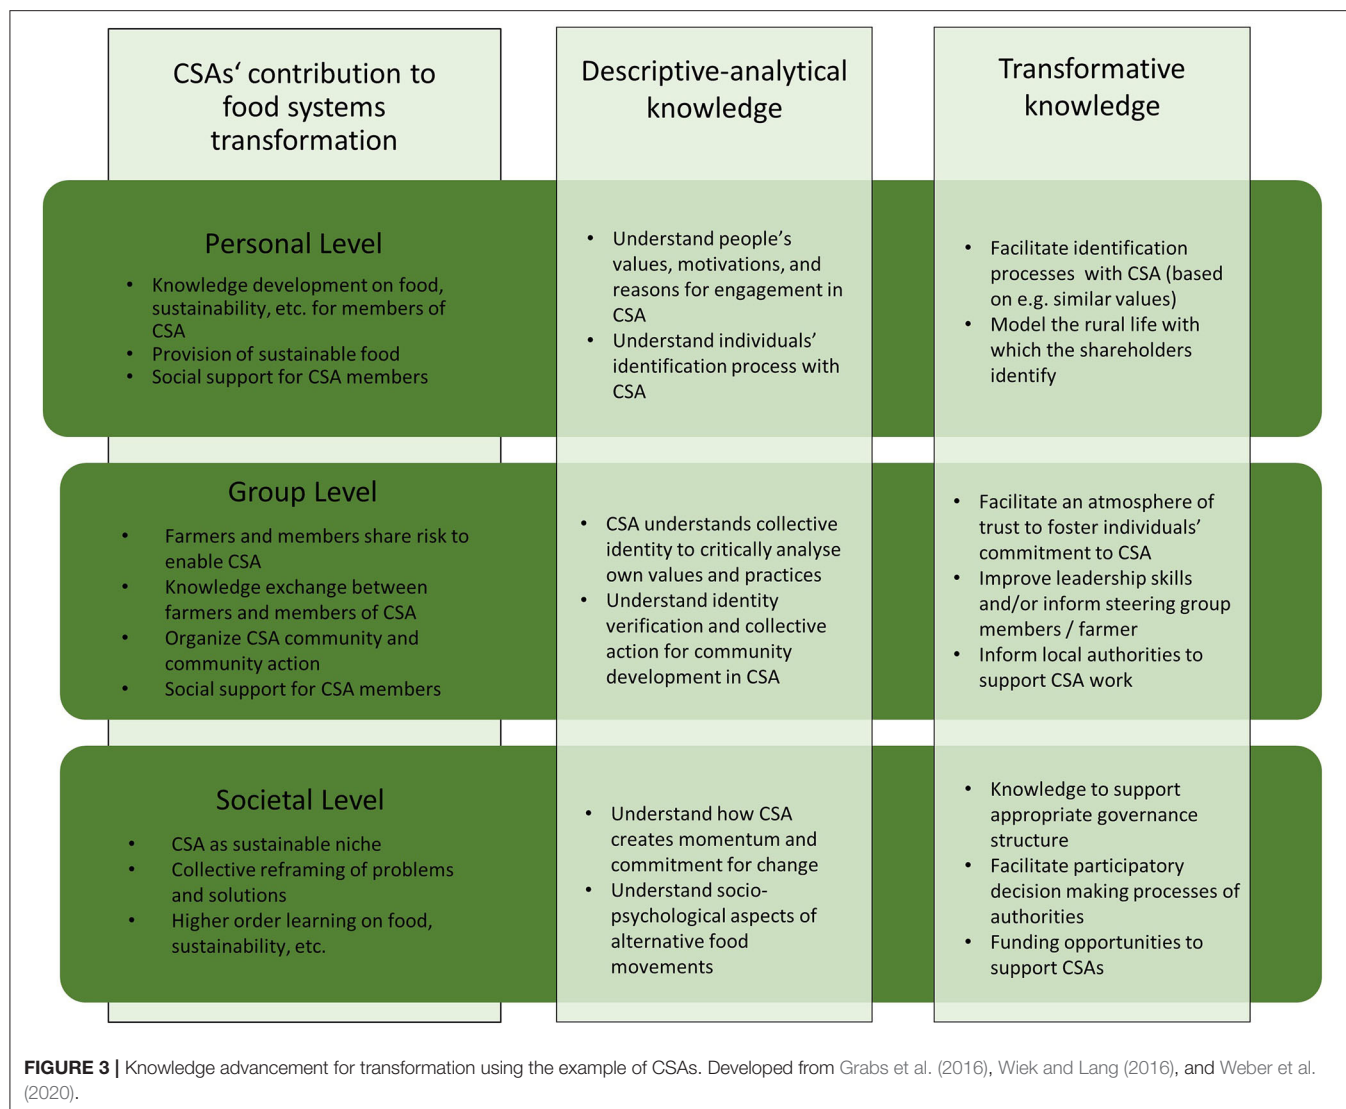 CSAs‘ contribution to
food systems
transformation
Descriptive-analytical
knowledge
Transformative
knowledge
Personal Level
• Knowledge development on food,
sustainability, etc. for members of
CSA
• Provision of sustainable food
• Social support for CSA members
• Understand people’s
values, motivations, and
reasons for engagement in
CSA
• Understand individuals’
identification process with
CSA
• Facilitate identification
processes with CSA (based
on e.g. similar values)
• Model the rural life with
which the shareholders
identify
Group Level
• Farmers and members share risk to
enable CSA
• Knowledge exchange between
farmers and members of CSA
• Organize CSA community and
community action
• Social support for CSA members
• CSA understands collective
identity to critically analyse
own values and practices
• Understand identity
verification and collective
action for community
development in CSA
• Facilitate an atmosphere of
trust to foster individuals’
commitment to CSA
• Improve leadership skills
and/or inform steering group
members / farmer
• Inform local authorities to
support CSA work
Societal Level
• CSA as sustainable niche
• Collective reframing of problems
and solutions
• Higher order learning on food,
sustainability, etc.
• Understand how CSA
creates momentum and
commitment for change
• Understand socio-
psychological aspects of
alternative food
movements
• Knowledge to support
appropriate governance
structure
• Facilitate participatory
decision making processes of
authorities
• Funding opportunities to
support CSAs
FIGURE 3 | Knowledge advancement for transformation using the example of CSAs. Developed from Grabs et al. (2016), Wiek and Lang (2016), and Weber et al.
(2020).